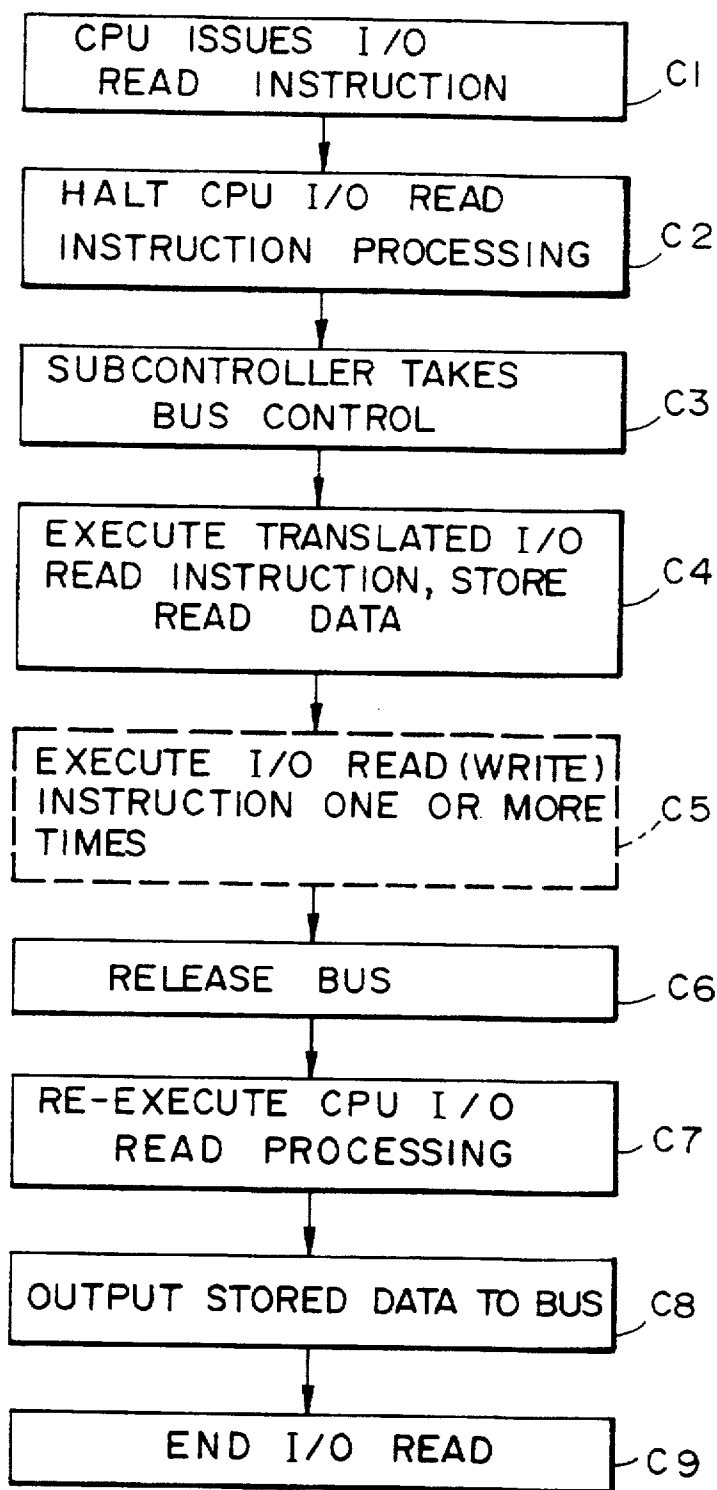 CPU ISSUES I/O
READ INSTRUCTION
C1
HALT CPU I/O READ
INSTRUCTION PROCESSING
C2
SUBCONTROLLER TAKES
BUS CONTROL
C3
EXECUTE TRANSLATED I/O
READ INSTRUCTION, STORE
READ DATA
C4
EXECUTE I/O READ (WRITE)
INSTRUCTION ONE OR MORE
TIMES
C5
RELEASE BUS
C6
RE-EXECUTE CPU I/O
READ PROCESSING
C7
OUTPUT STORED DATA TO BUS
C8
END I/O READ
C9